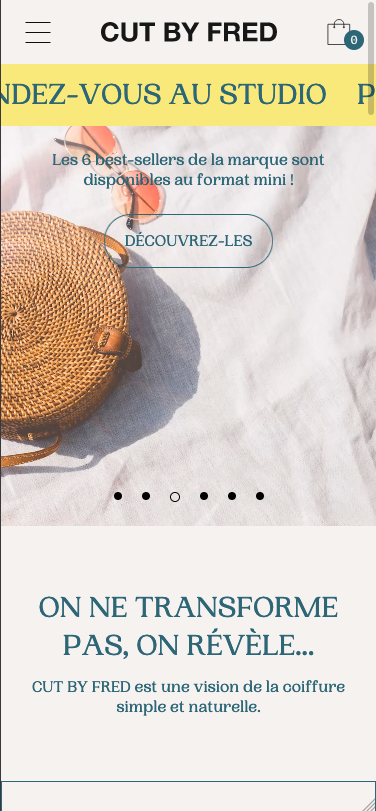 CUT BY FRED
0
NDEZ-VOUS AU STUDIO P
Les 6 best-sellers de la marque sont
disponibles au format mini !
DÉCOUVREZ-LES
ON NE TRANSFORME
PAS, ON RÉVÈLE...
CUT BY FRED est une vision de la coiffure
simple et naturelle.